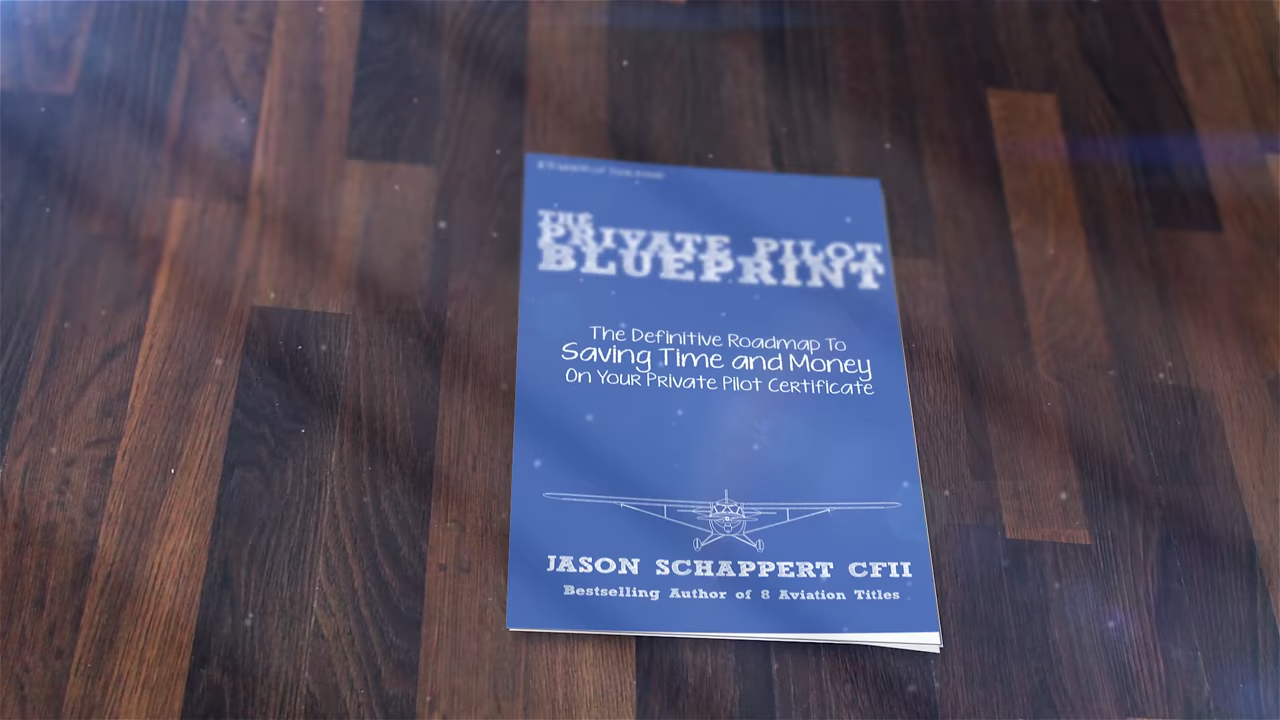 THE
PRIVATE PILOT
BLUEPRINT
The Definitive Roadmap To
Saving Time and Money
On Your Private Pilot Certificate
JASON SCHAPPERT CFII
Bestselling Author of 8 Aviation Titles